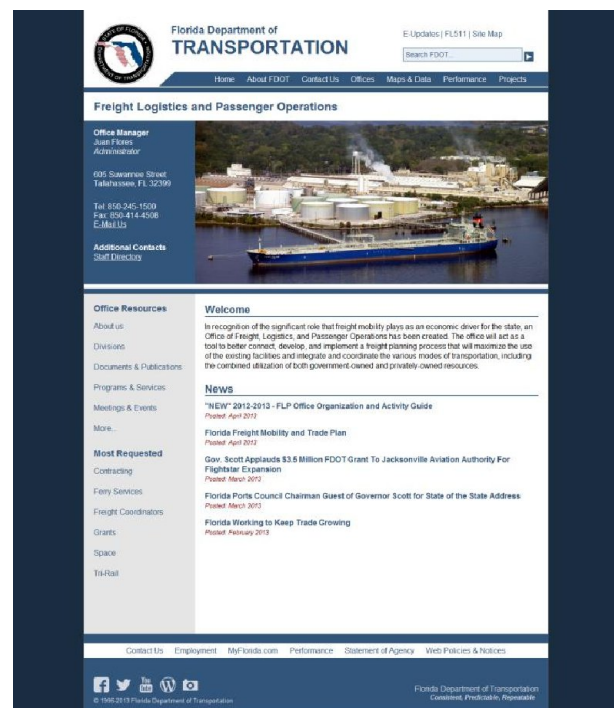 Florida Department of
TRANSPORTATION
E-Updates | FL511 | Site Map
Search FDOT...
Home About FDOT Contact Us Offices Maps & Data Performance Projects
Freight Logistics and Passenger Operations
Office Manager
Juan Flores
Administrator
605 Suwannee Street
Tallahassee, FL 32399
Tel: 850-245-1500
Fax: 850-414-4508
E-Mail Us
Additional Contacts
Staff Directory
Office Resources
About us
Divisions
Documents & Publications
Programs & Services
Meetings & Events
More...
Most Requested
Contracting
Ferry Services
Freight Coordinators
Grants
Space
Tri-Rail
Welcome
In recognition of the significant role that freight mobility plays as an economic driver for the state, an
Office of Freight, Logistics, and Passenger Operations has been created. The office will act as a
tool to better connect, develop, and implement a freight planning process that will maximize the use
of the existing facilities and integrate and coordinate the various modes of transportation, including
the combined utilization of both government-owned and privately-owned resources.
News
"NEW" 2012-2013 - FLP Office Organization and Activity Guide
Posted: April 2013
Florida Freight Mobility and Trade Plan
Posted: April 2013
Gov. Scott Applauds $3.5 Million FDOT Grant To Jacksonville Aviation Authority For
Flightstar Expansion
Posted: March 2013
Florida Ports Council Chairman Guest of Governor Scott for State of the State Address
Posted: March 2013
Florida Working to Keep Trade Growing
Posted: February 2013
Contact Us Employment MyFlorida.com Performance Statement of Agency Web Policies & Notices
You
Tube
© 1996-2013 Florida Department of Transportation
Florida Department of Transportation
Consistent, Predictable, Repeatable